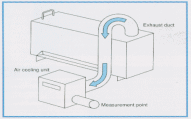 Exhaust duct
Air cooling unit
Measurement point